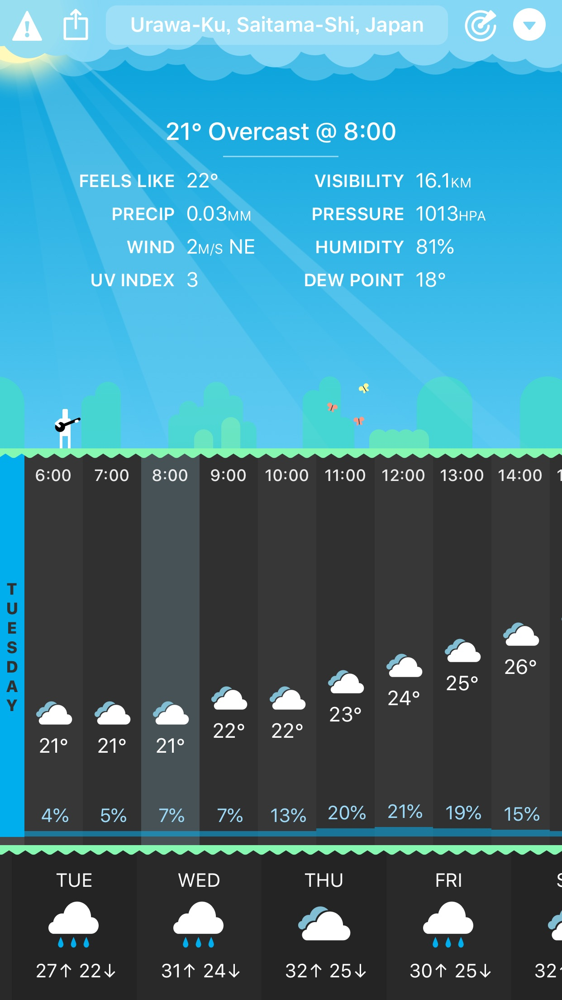 Urawa-Ku, Saitama-Shi, Japan
21° Overcast @ 8:00
FEELS LIKE 22° VISIBILITY 16.1KM
PRECIP 0.03MM PRESSURE 1013HPA
WIND 2M/S NE HUMIDITY 81%
UV INDEX 3 DEW POINT 18°
TUESDAY
6:00 7:00 8:00 9:00 10:00 11:00 12:00 13:00 14:00
21° 21° 21° 22° 22° 23° 24° 25° 26°
4% 5% 7% 7% 13% 20% 21% 19% 15%
TUE WED THU FRI
27↑ 22↓ 31↑ 24↓ 32↑ 25↓ 30↑ 25↓ 32↑